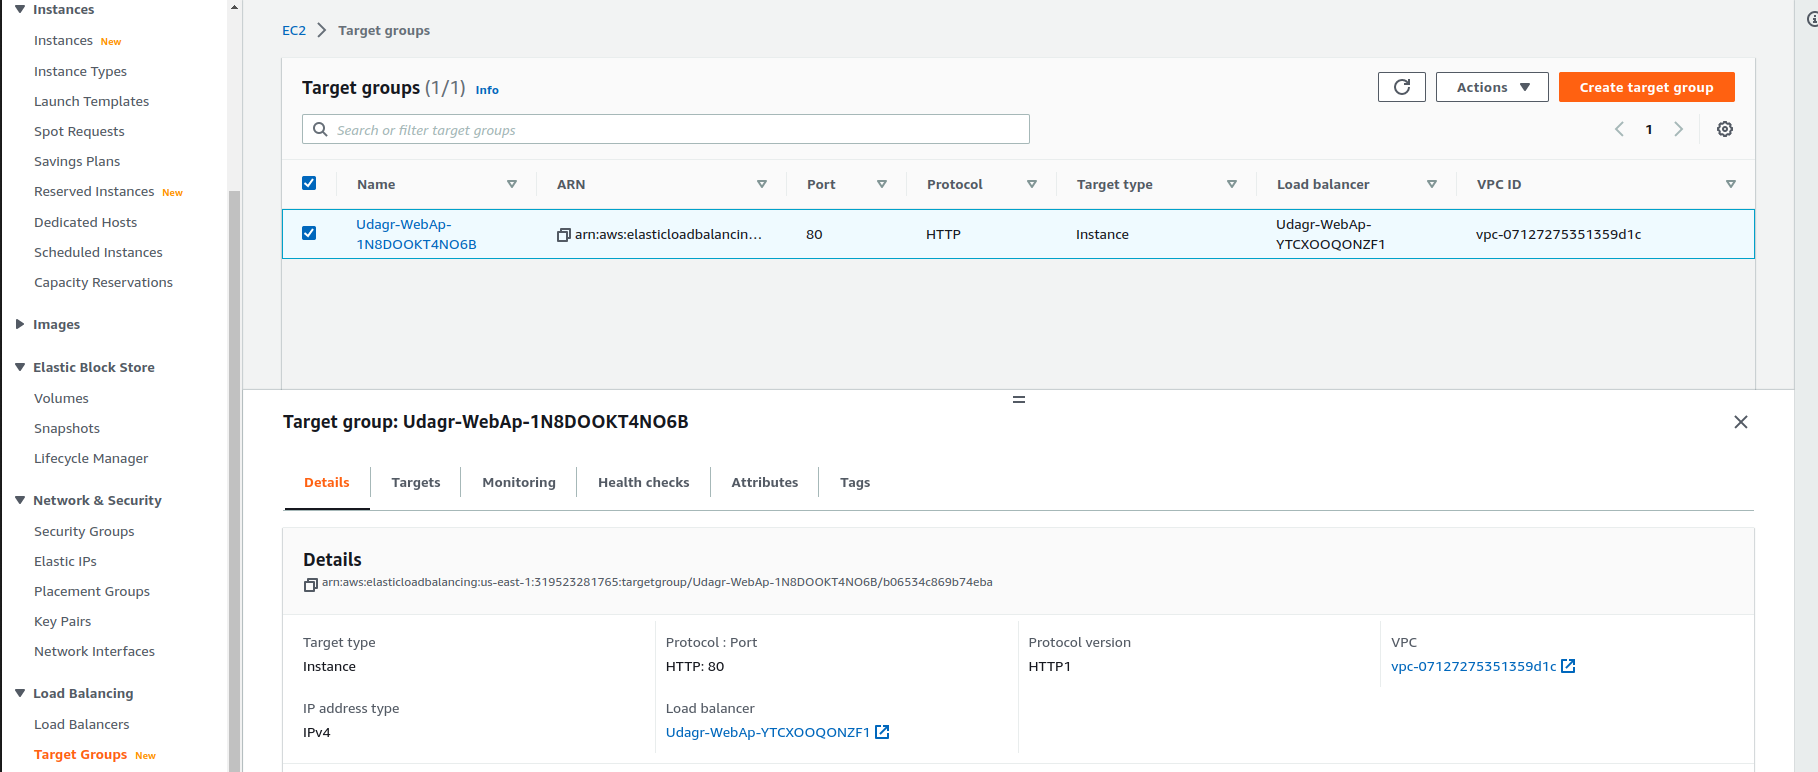 Instances
Instances New
Instance Types
Launch Templates
Spot Requests
Savings Plans
Reserved Instances New
Dedicated Hosts
Scheduled Instances
Capacity Reservations
Images
Elastic Block Store
Volumes
Snapshots
Lifecycle Manager
Network & Security
Security Groups
Elastic IPs
Placement Groups
Key Pairs
Network Interfaces
Load Balancing
Load Balancers
Target Groups New
EC2 > Target groups
Target groups (1/1) Info
Actions
Create target group
Search or filter target groups
1
Name ARN Port Protocol Target type Load balancer VPC ID
Udagr-WebAp-
1N8DOOKT4NO6B
arn:aws:elasticloadbalancin...
80
HTTP
Instance
Udagr-WebAp-
YTCXOOQONZF1
vpc-07127275351359d1c
Target group: Udagr-WebAp-1N8DOOKT4NO6B
Details Targets Monitoring Health checks Attributes Tags
Details
arn:aws:elasticloadbalancing:us-east-1:319523281765:targetgroup/Udagr-WebAp-1N8DOOKT4NO6B/b06534c869b74eba
Target type
Instance
Protocol : Port
HTTP: 80
Protocol version
HTTP1
VPC
vpc-07127275351359d1c
IP address type
IPv4
Load balancer
Udagr-WebAp-YTCXOOQONZF1